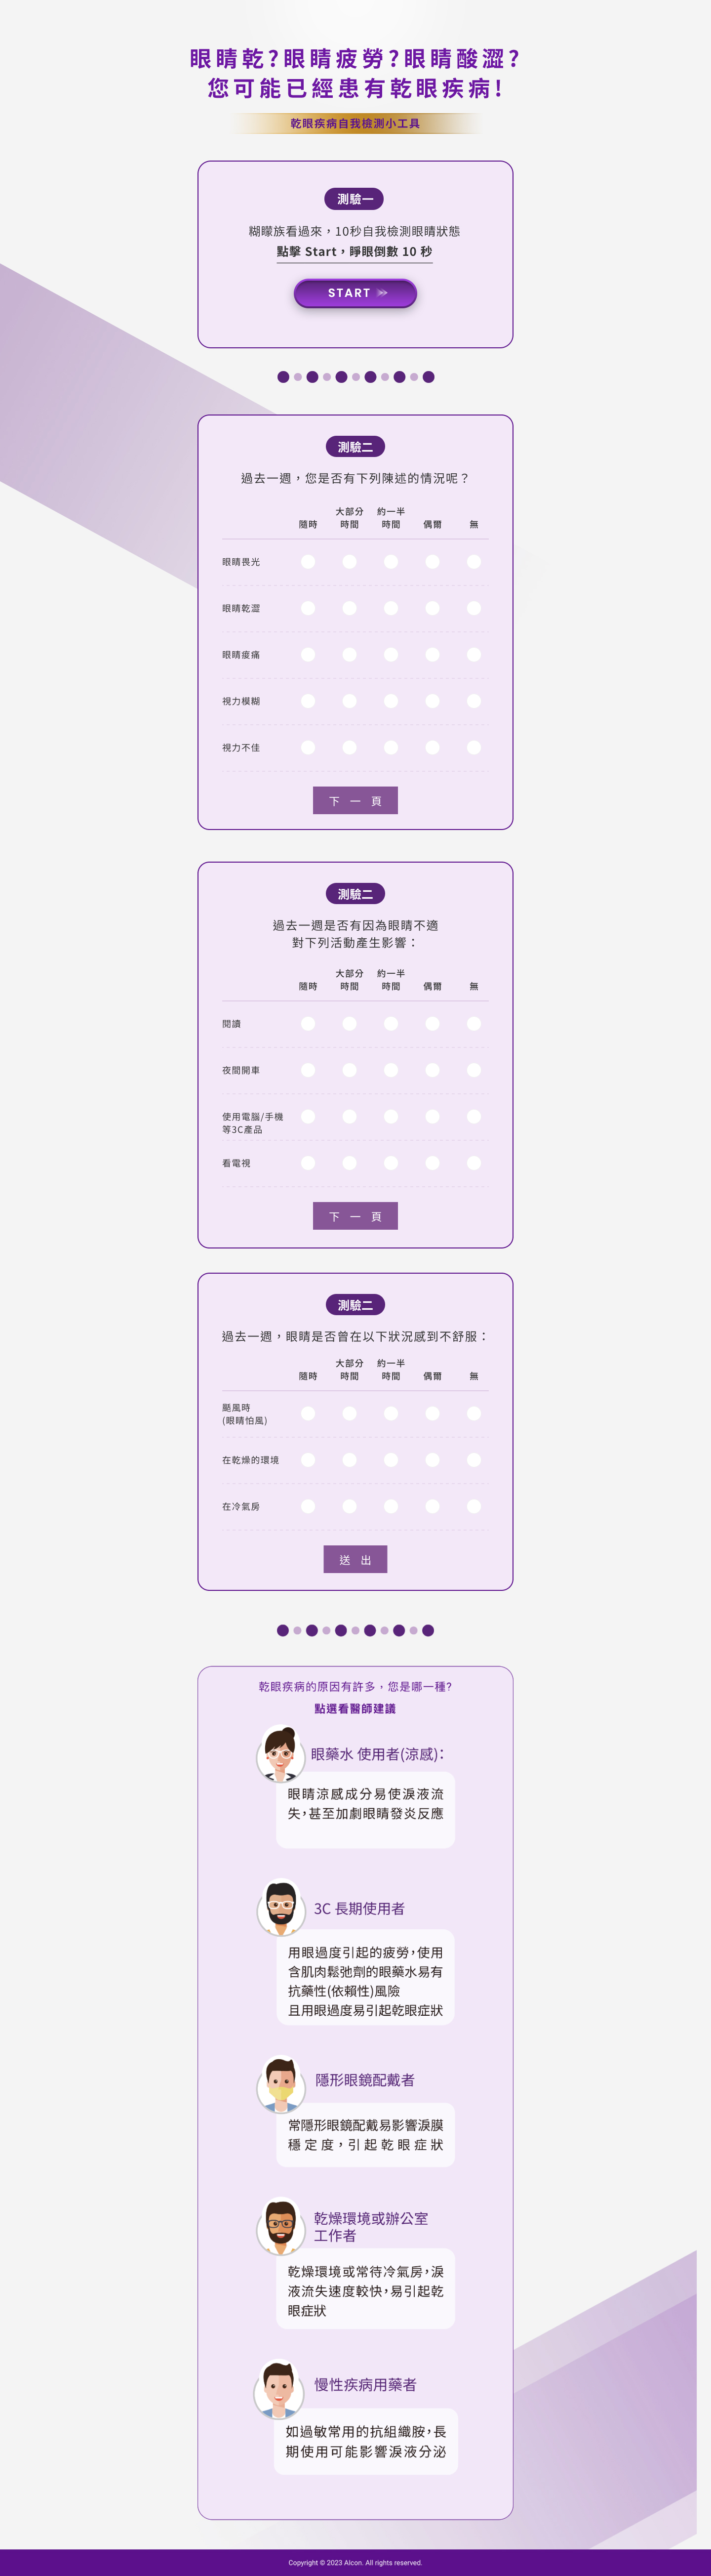 眼睛乾?眼睛疲勞?眼睛酸澀?
您可能已經患有乾眼疾病!
乾眼疾病自我檢測小工具
測驗一
糊矇族看過來，10秒自我檢測眼睛狀態
點擊 Start，睜眼倒數 10 秒
START
測驗二
過去一週，您是否有下列陳述的情況呢？
隨時 大部分時間 約一半時間 偶爾 無
眼睛畏光
眼睛乾澀
眼睛痠痛
視力模糊
視力不佳
下一頁
測驗二
過去一週是否有因為眼睛不適
對下列活動產生影響：
隨時 大部分時間 約一半時間 偶爾 無
閱讀
夜間開車
使用電腦/手機
等3C產品
看電視
下一頁
測驗二
過去一週，眼睛是否曾在以下狀況感到不舒服：
隨時 大部分時間 約一半時間 偶爾 無
颳風時
(眼睛怕風)
在乾燥的環境
在冷氣房
送出
乾眼疾病的原因有許多，您是哪一種?
點選看醫師建議
眼藥水 使用者(涼感)：
眼睛涼感成分易使淚液流
失，甚至加劇眼睛發炎反應
3C 長期使用者
用眼過度引起的疲勞，使用
含肌肉鬆弛劑的眼藥水易有
抗藥性(依賴性)風險
且用眼過度易引起乾眼症狀
隱形眼鏡配戴者
常隱形眼鏡配戴易影響淚膜
穩定度，引起乾眼症狀
乾燥環境或辦公室
工作者
乾燥環境或常待冷氣房，淚
液流失速度較快，易引起乾
眼症狀
慢性疾病用藥者
如過敏常用的抗組織胺，長
期使用可能影響淚液分泌
Copyright © 2023 Alcon. All rights reserved.